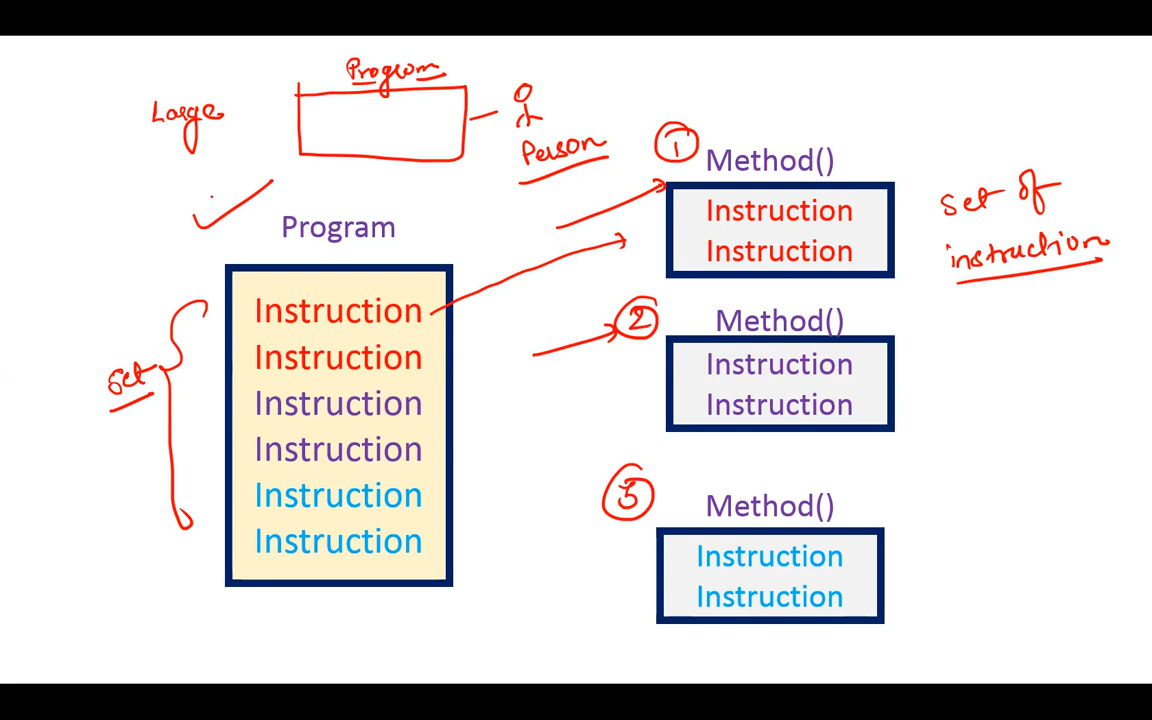 Program
Large
Person
Program
Instruction
Instruction
Instruction
Instruction
Instruction
Instruction
Set
1
Method()
Instruction
Instruction
Set of
instruction
2
Method()
Instruction
Instruction
3
Method()
Instruction
Instruction